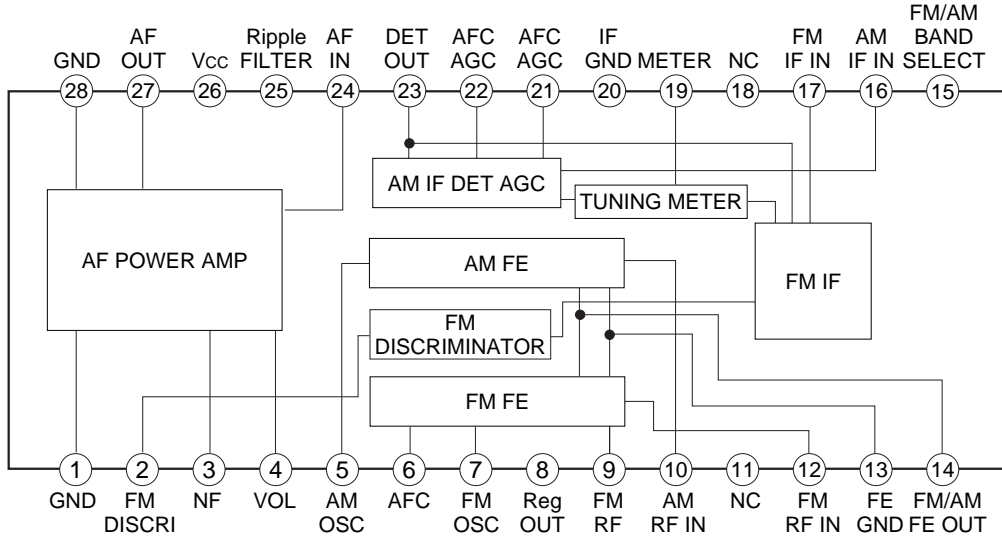 FM/AM
AF Ripple AF DET AFC AFC IF FM AM BAND
GND OUT Vcc FILTER IN OUT AGC AGC GND METER NC IF IN IF IN SELECT
28 27 26 25 24 23 22 21 20 19 18 17 16 15
AM IF DET AGC
TUNING METER
AF POWER AMP
AM FE
FM IF
FM
DISCRIMINATOR
FM FE
1 2 3 4 5 6 7 8 9 10 11 12 13 14
GND FM NF VOL AM AFC FM Reg FM AM NC FM FE FM/AM
DISCRI OSC OSC OUT RF RF IN RF IN GND FE OUT